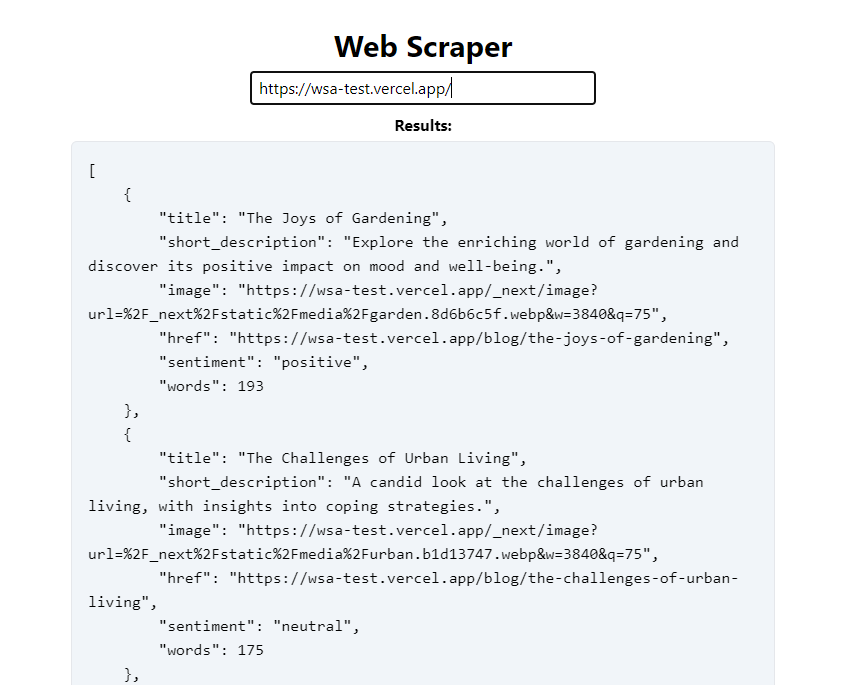 Web Scraper
https://wsa-test.vercel.app/
Results:
[
    {
        "title": "The Joys of Gardening",
        "short_description": "Explore the enriching world of gardening and
discover its positive impact on mood and well-being.",
        "image": "https://wsa-test.vercel.app/_next/image?
url=%2F_next%2Fstatic%2Fmedia%2Fgarden.8d6b6c5f.webp&w=3840&q=75",
        "href": "https://wsa-test.vercel.app/blog/the-joys-of-gardening",
        "sentiment": "positive",
        "words": 193
    },
    {
        "title": "The Challenges of Urban Living",
        "short_description": "A candid look at the challenges of urban
living, with insights into coping strategies.",
        "image": "https://wsa-test.vercel.app/_next/image?
url=%2F_next%2Fstatic%2Fmedia%2Furban.b1d13747.webp&w=3840&q=75",
        "href": "https://wsa-test.vercel.app/blog/the-challenges-of-urban-
living",
        "sentiment": "neutral",
        "words": 175
    },